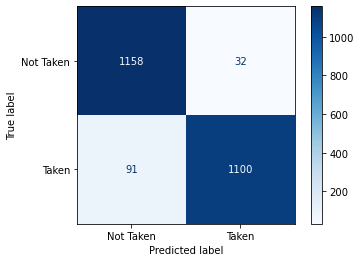 Not Taken
Taken
True label
1158
32
91
1100
Not Taken
Taken
Predicted label
1000
800
600
400
200